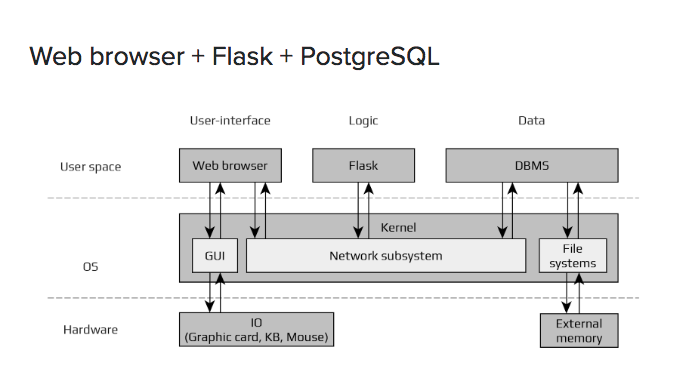 Web browser + Flask + PostgreSQL
User-interface
Logic
Data
User space
Web browser
Flask
DBMS
Kernel
OS
GUI
Network subsystem
File
systems
Hardware
IO
(Graphic card, KB, Mouse)
External
memory